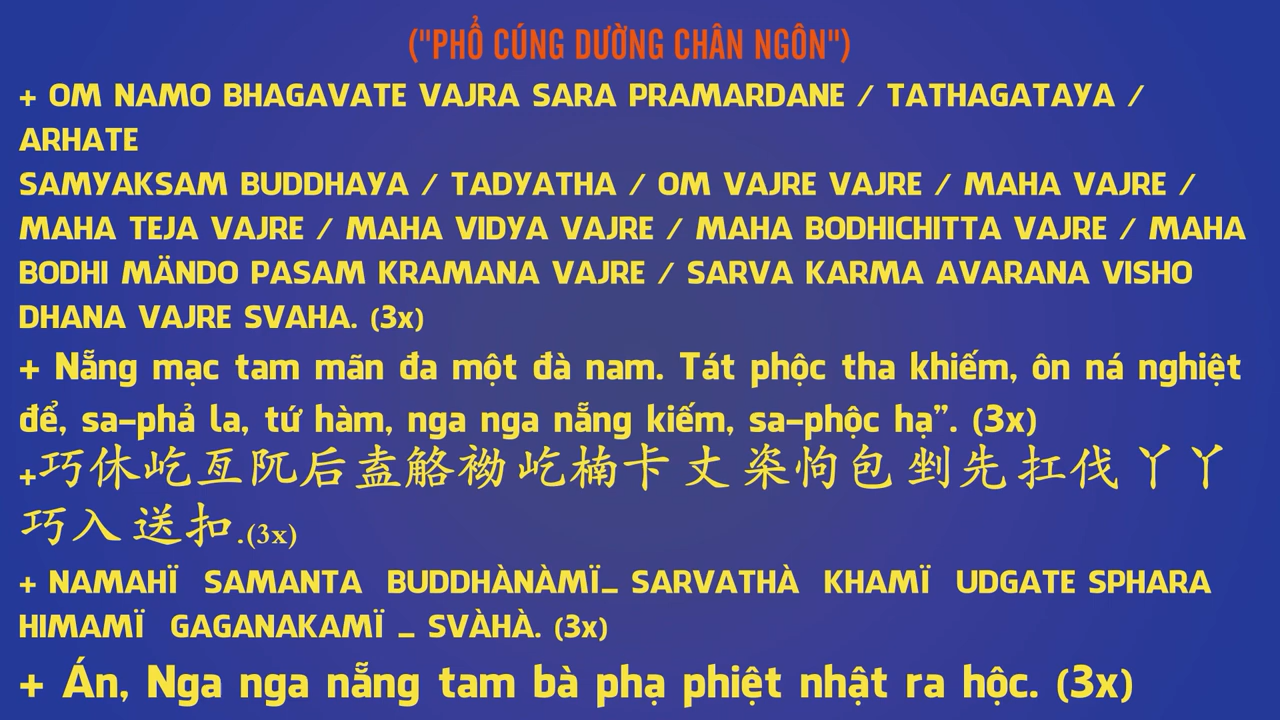 ("PHỔ CÚNG DƯỜNG CHÂN NGÔN")
+ OM NAMO BHAGAVATE VAJRA SARA PRAMARDANE / TATHAGATAYA /
ARHATE
SAMYAKSAM BUDDHAYA / TADYATHA / OM VAJRE VAJRE / MAHA VAJRE /
MAHA TEJA VAJRE / MAHA VIDYA VAJRE / MAHA BODHICHITTA VAJRE / MAHA
BODHI MÄNDO PASAM KRAMANA VAJRE / SARVA KARMA AVARANA VISHO
DHANA VAJRE SVAHA. (3x)
+ Nẵng mạc tam mãn đa một đà nam. Tát phộc tha khiếm, ôn ná nghiệt
để, sa-phả la, tứ hàm, nga nga nẵng kiếm, sa-phộc hạ”. (3x)
+巧休屹亙阢后盍觡衪屹楠卡丈楶怐包剉先扛伐丫丫
巧入送扣.(3x)
+ NAMAHÏ SAMANTA BUDDHÀNÀMÏ_ SARVATHÀ KHAMÏ UDGATE SPHARA
HIMAMÏ GAGANAKAMÏ _ SVÀHÀ. (3x)
+ Án, Nga nga nẵng tam bà phạ phiệt nhật ra hộc. (3x)